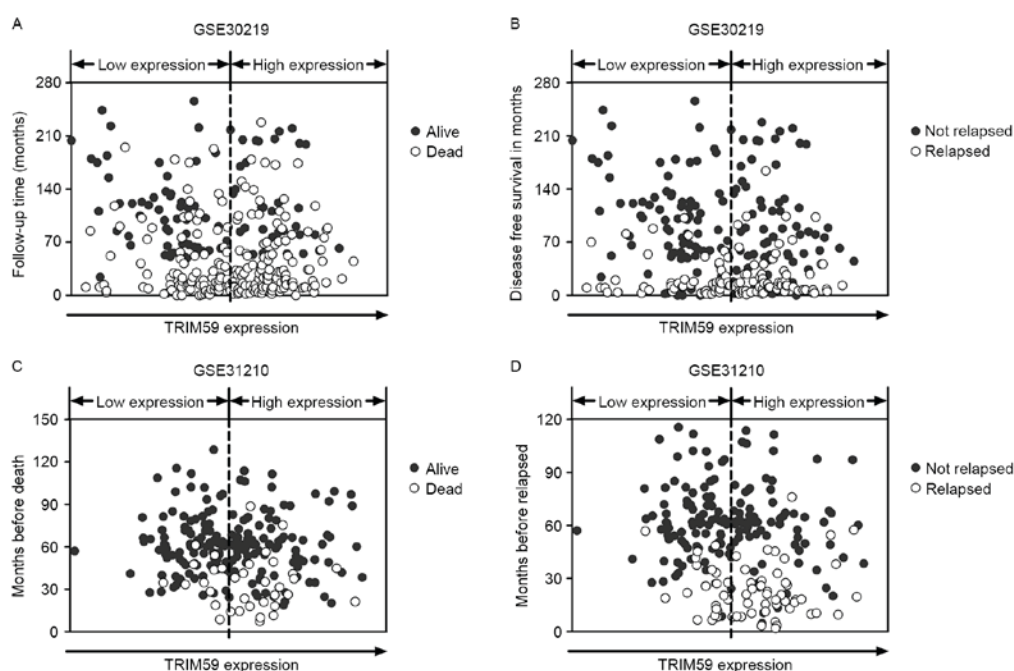 A
GSE30219
Low expression
High expression
Follow-up time (months)
280
210
140
70
0
Alive
Dead
TRIM59 expression
B
GSE30219
Low expression
High expression
Disease free survival in months
280
210
140
70
0
Not relapsed
Relapsed
TRIM59 expression
C
GSE31210
Low expression
High expression
Months before death
150
120
90
60
30
0
Alive
Dead
TRIM59 expression
D
GSE31210
Low expression
High expression
Months before relapsed
120
90
60
30
0
Not relapsed
Relapsed
TRIM59 expression